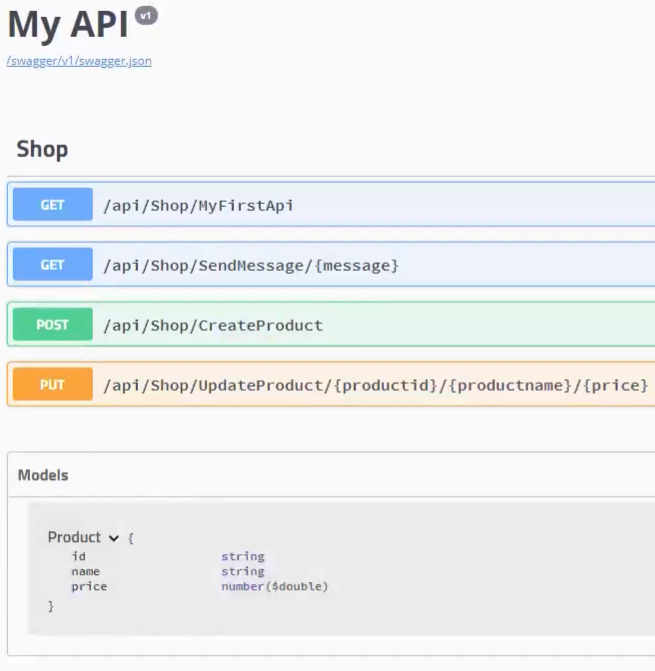 My API v1
/swagger/v1/swagger.json
Shop
GET /api/Shop/MyFirstApi
GET /api/Shop/SendMessage/{message}
POST /api/Shop/CreateProduct
PUT /api/Shop/UpdateProduct/{productid}/{productname}/{price}
Models
Product {
id string
name string
price number($double)
}